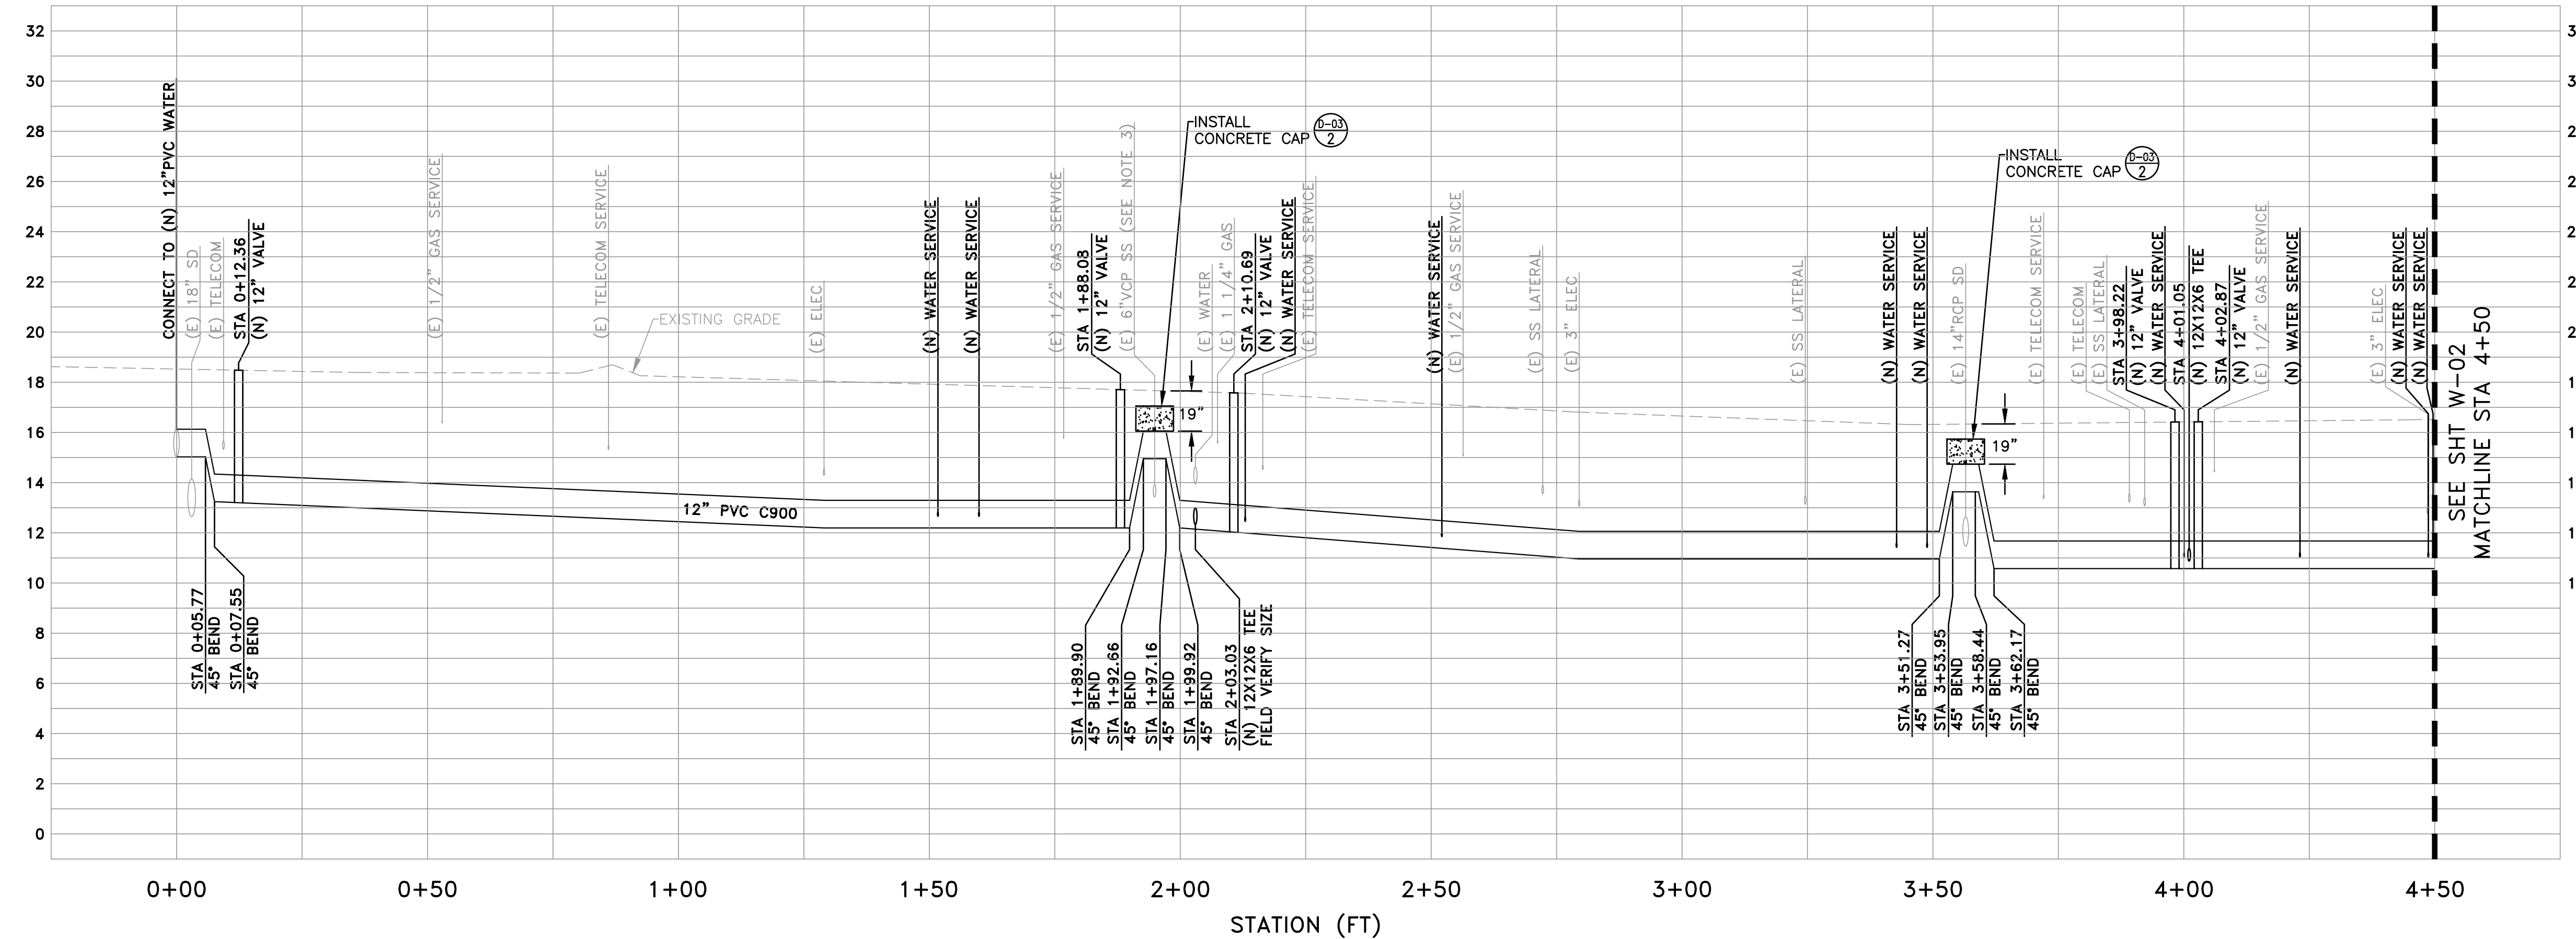 32
30
28
26
24
22
20
18
16
14
12
10
8
6
4
2
0
CONNECT TO (N) 12"PVC WATER
(E) 18" SD
(E) TELECOM
STA 0+12.36
(N) 12" VALVE
(E) 1/2" GAS SERVICE
(E) TELECOM SERVICE
EXISTING GRADE
(E) ELEC
(N) WATER SERVICE
(N) WATER SERVICE
(E) 1/2" GAS SERVICE
STA 1+88.08
(N) 12" VALVE
(E) 6"VCP SS (SEE NOTE 3)
INSTALL
CONCRETE CAP
D-03
2
(E) WATER
(E) 1 1/4" GAS
STA 2+10.69
(N) 12" VALVE
(N) WATER SERVICE
(E) TELECOM SERVICE
19"
(N) WATER SERVICE
(E) 1/2" GAS SERVICE
(E) SS LATERAL
(E) 3" ELEC
(E) SS LATERAL
(N) WATER SERVICE
(N) WATER SERVICE
(E) 14"RCP SD
INSTALL
CONCRETE CAP
D-03
2
19"
(E) TELECOM SERVICE
(E) TELECOM
(E) SS LATERAL
STA 3+98.22
(N) 12" VALVE
(N) WATER SERVICE
STA 4+01.05
(N) 12X12X6 TEE
STA 4+02.87
(N) 12" VALVE
(E) 1/2" GAS SERVICE
(N) WATER SERVICE
(E) 3" ELEC
(N) WATER SERVICE
(N) WATER SERVICE
SEE SHT W-02
MATCHLINE STA 4+50
12" PVC C900
STA 0+05.77
45° BEND
STA 0+07.55
45° BEND
STA 1+89.90
45° BEND
STA 1+92.66
45° BEND
STA 1+97.16
45° BEND
STA 1+99.92
45° BEND
STA 2+03.03
(N) 12X12X6 TEE
FIELD VERIFY SIZE
STA 3+51.27
45° BEND
STA 3+53.95
45° BEND
STA 3+58.44
45° BEND
STA 3+62.17
45° BEND
0+00
0+50
1+00
1+50
2+00
2+50
3+00
3+50
4+00
4+50
STATION (FT)